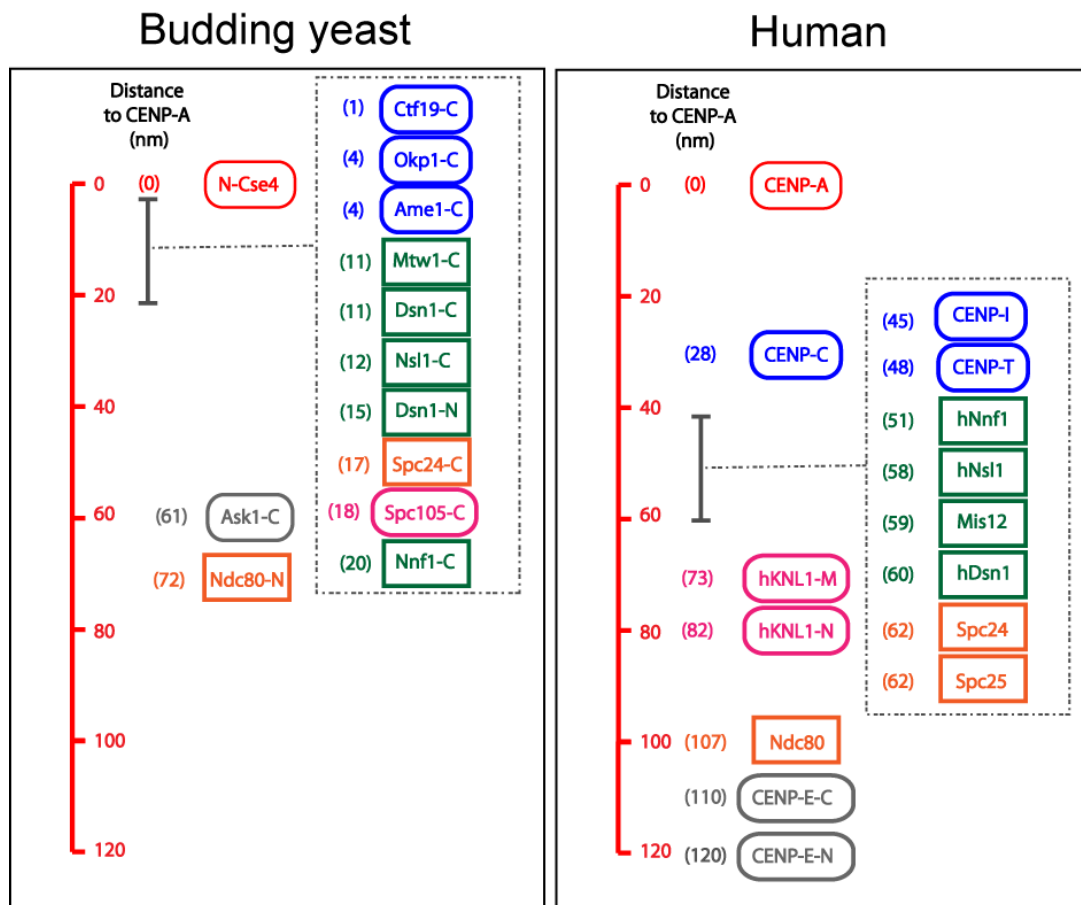 Budding yeast
Distance
to CENP-A
(nm)
(1) Ctf19-C
(4) Okp1-C
0 (0) N-Cse4
(4) Ame1-C
(11) Mtw1-C
20
(11) Dsn1-C
(12) Nsl1-C
40
(15) Dsn1-N
(17) Spc24-C
60 (61) Ask1-C
(18) Spc105-C
(20) Nnf1-C
(72) Ndc80-N
80
100
120
Human
Distance
to CENP-A
(nm)
0 (0) CENP-A
20
(45) CENP-I
(28) CENP-C
(48) CENP-T
40
(51) hNnf1
(58) hNsl1
60
(59) Mis12
(73) hKNL1-M
(60) hDsn1
80 (82) hKNL1-N
(62) Spc24
(62) Spc25
100 (107) Ndc80
(110) CENP-E-C
120 (120) CENP-E-N